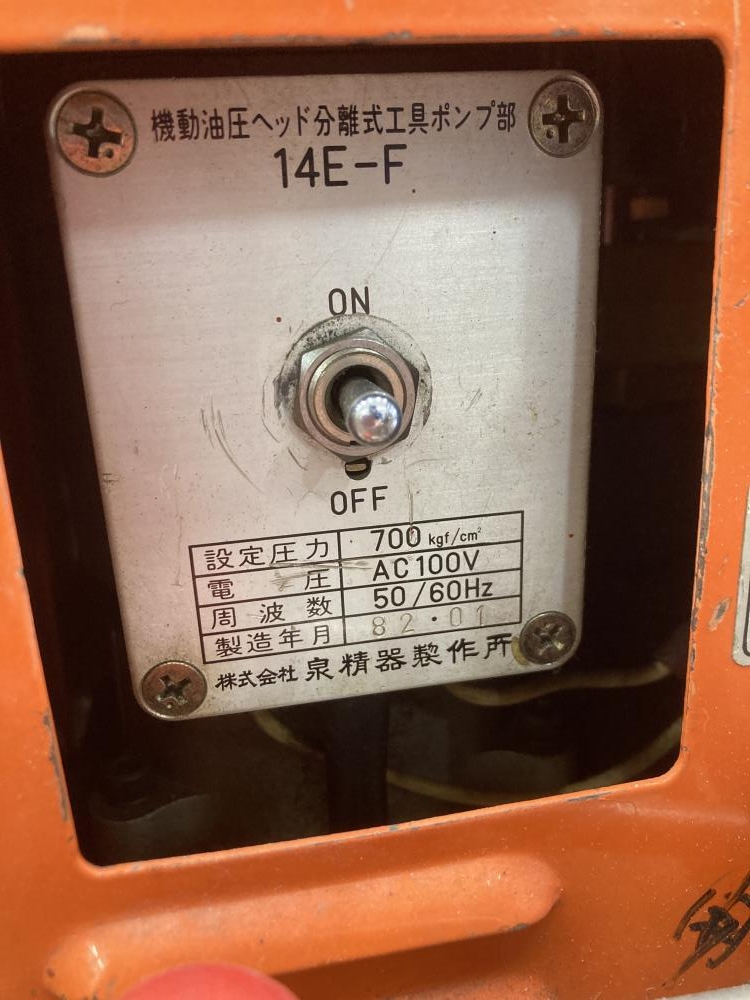 機動油圧ヘッド分離式工具ポンプ部
14E-F
ON
OFF
設定圧力 700 kgf/cm²
電圧 AC100V
周波数 50/60Hz
製造年月 82・01
株式会社 泉精器製作所